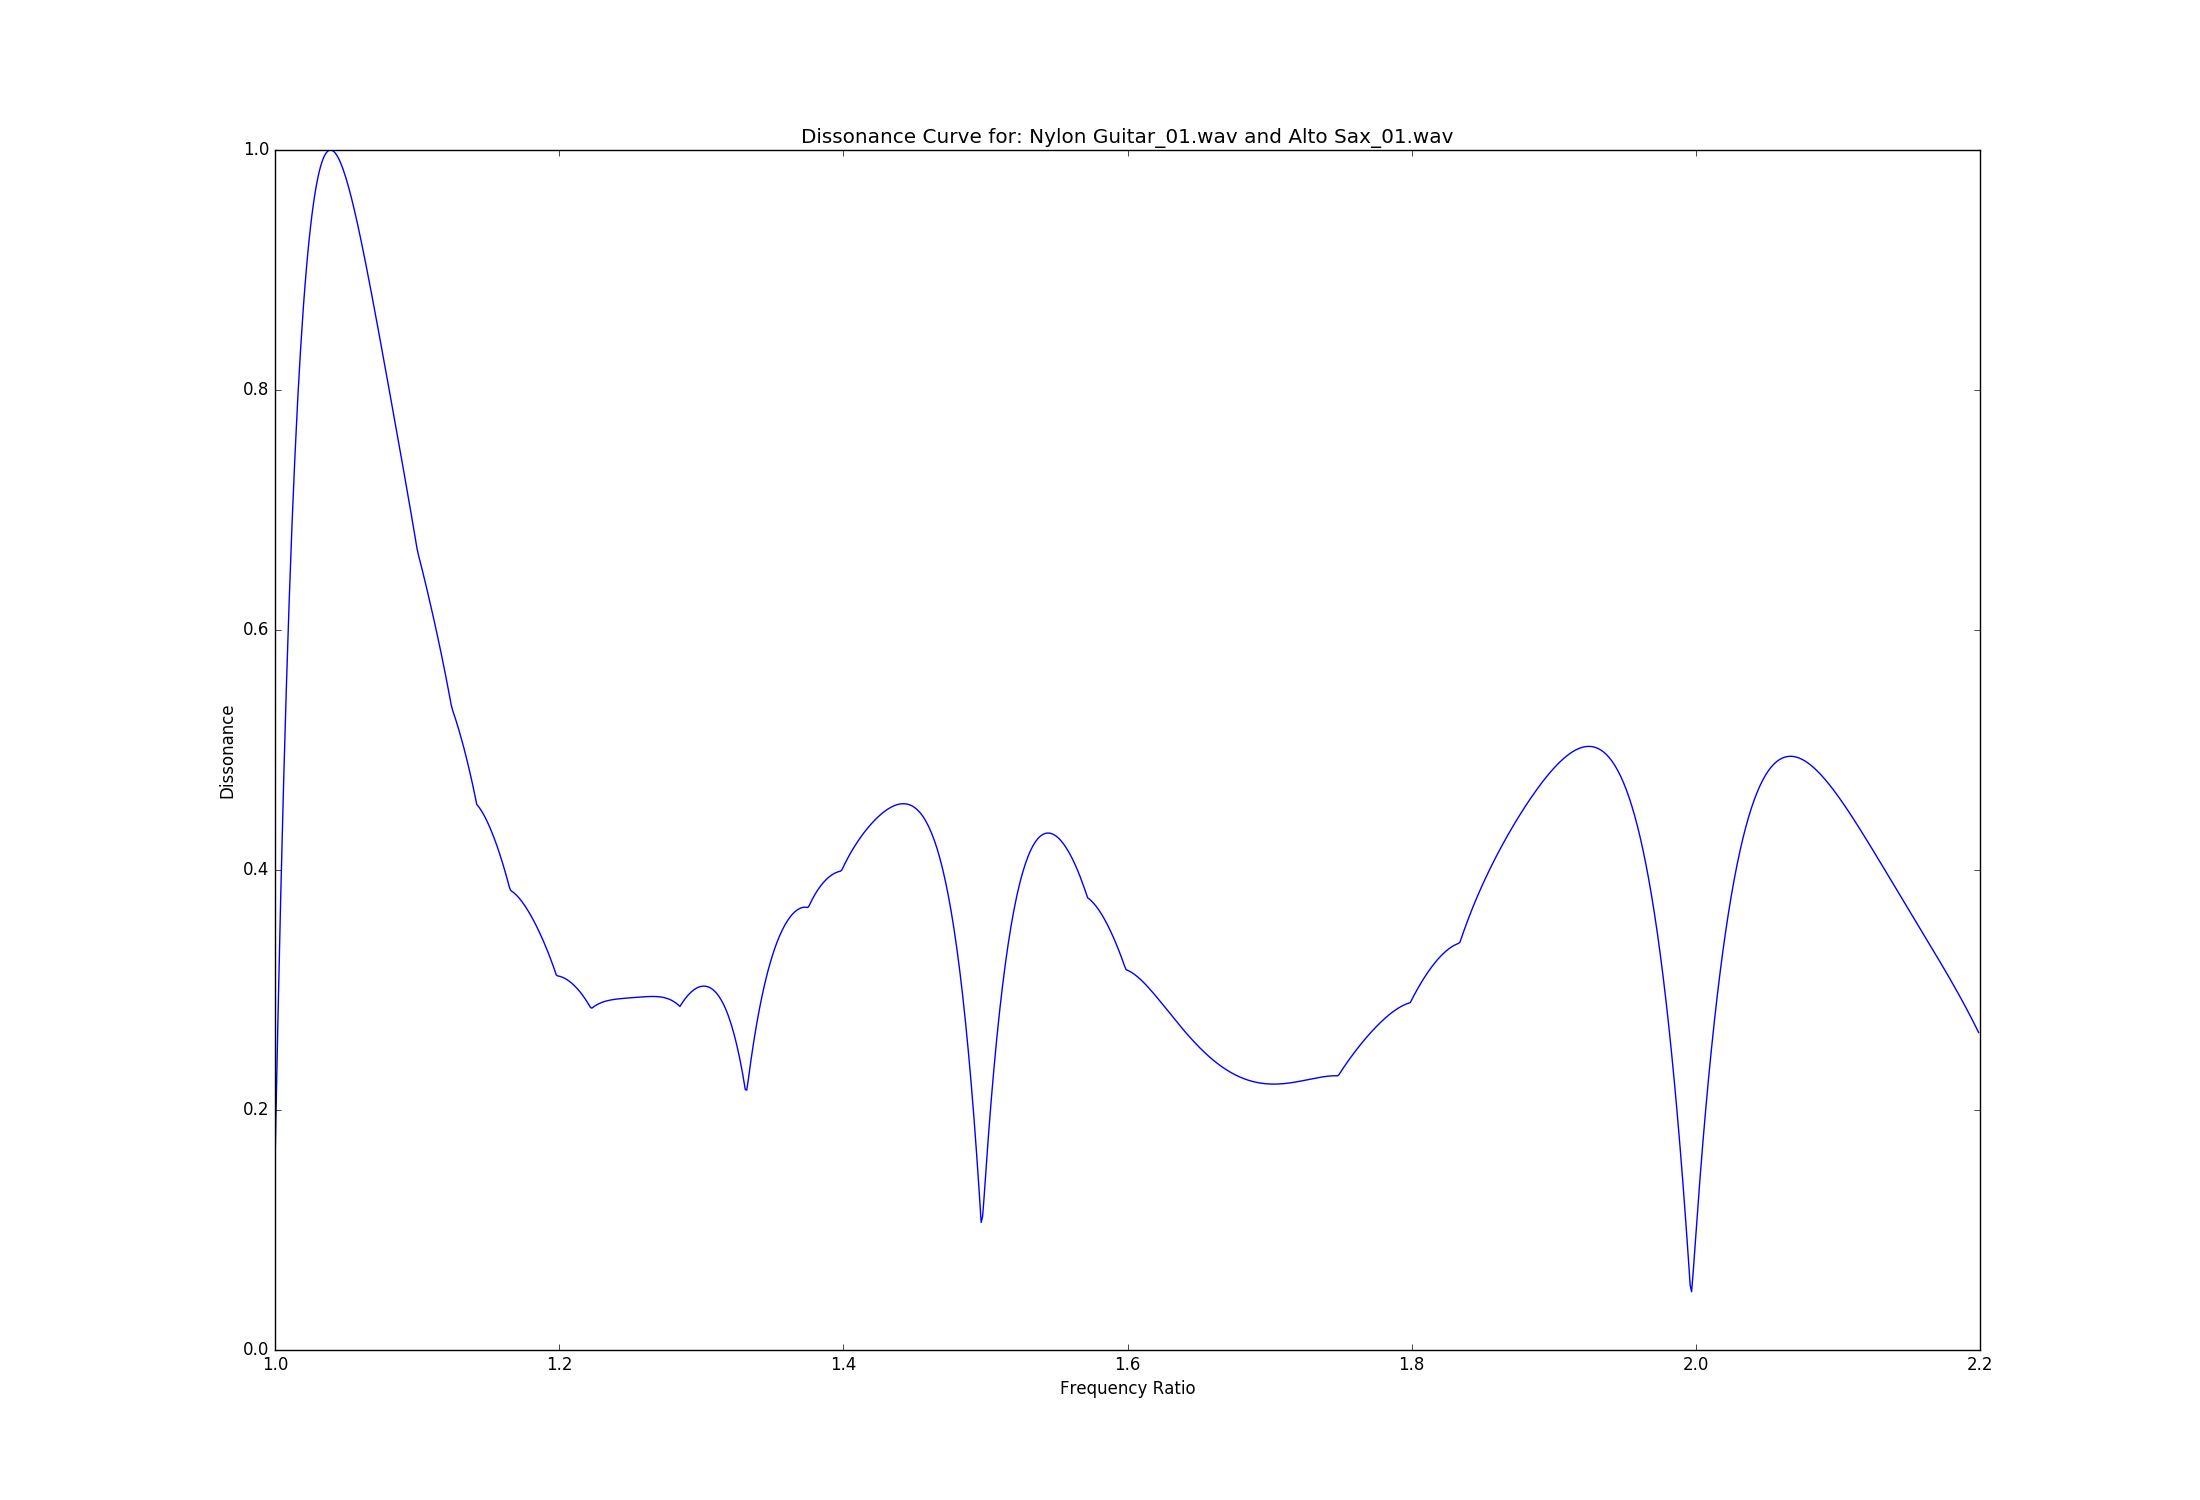 Dissonance Curve for: Nylon Guitar_01.wav and Alto Sax_01.wav
1.0
0.8
0.6
0.4
0.2
0.0
Dissonance
1.0 1.2 1.4 1.6 1.8 2.0 2.2
Frequency Ratio